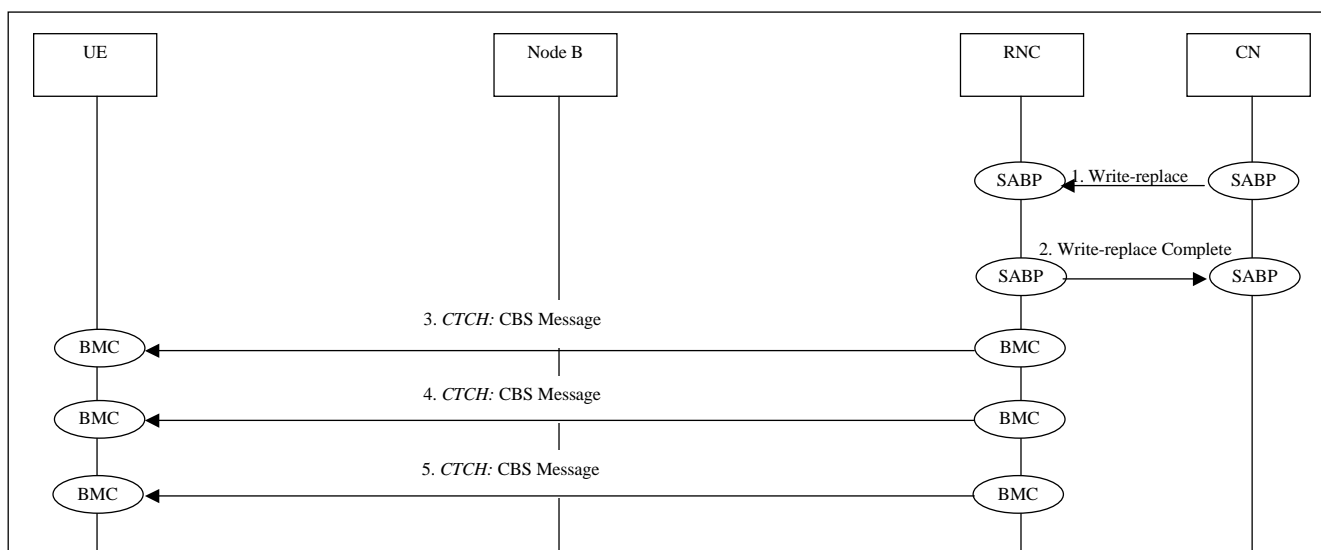 UE
Node B
RNC
CN
SABP
1. Write-replace
SABP
2. Write-replace Complete
SABP
SABP
3. CTCH: CBS Message
BMC
BMC
4. CTCH: CBS Message
BMC
BMC
5. CTCH: CBS Message
BMC
BMC